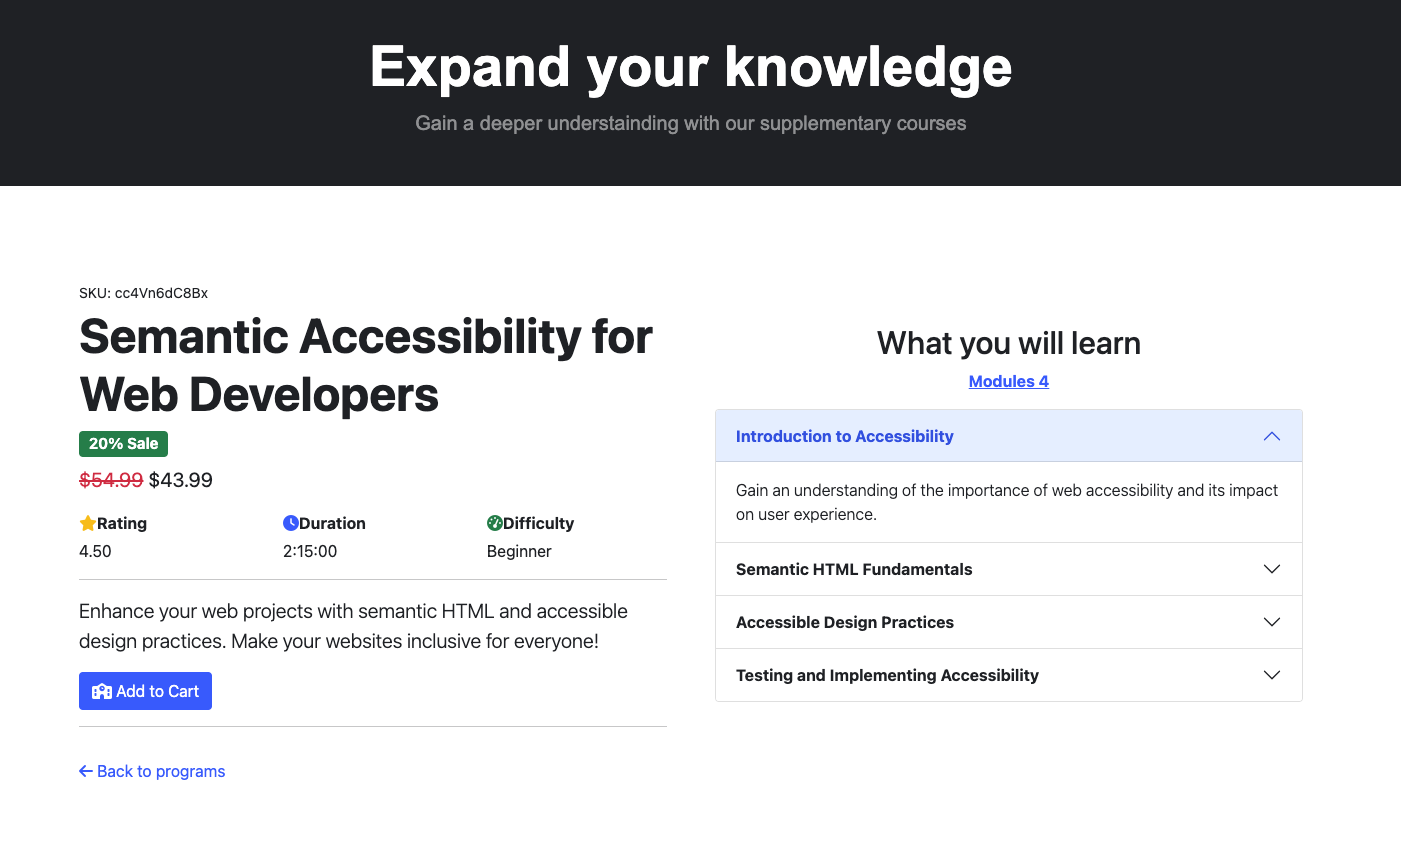 Expand your knowledge
Gain a deeper understainding with our supplementary courses
SKU: cc4Vn6dC8Bx
Semantic Accessibility for
Web Developers
20% Sale
$54.99 $43.99
Rating Duration Difficulty
4.50 2:15:00 Beginner
Enhance your web projects with semantic HTML and accessible
design practices. Make your websites inclusive for everyone!
Add to Cart
Back to programs
What you will learn
Modules 4
Introduction to Accessibility
Gain an understanding of the importance of web accessibility and its impact
on user experience.
Semantic HTML Fundamentals
Accessible Design Practices
Testing and Implementing Accessibility